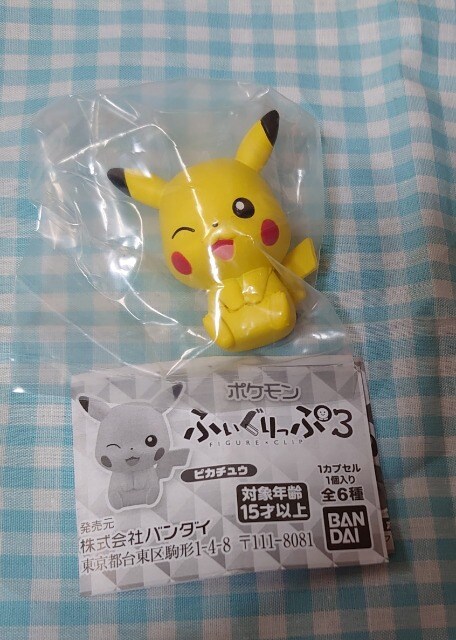 ポケモン
ふぃぐりっぷ3
FIGURE×CLIP
ピカチュウ
対象年齢
15才以上
1カプセル
1個入り
全6種
発売元
株式会社バンダイ
東京都台東区駒形1-4-8 〒111-8081
BAN
DAI